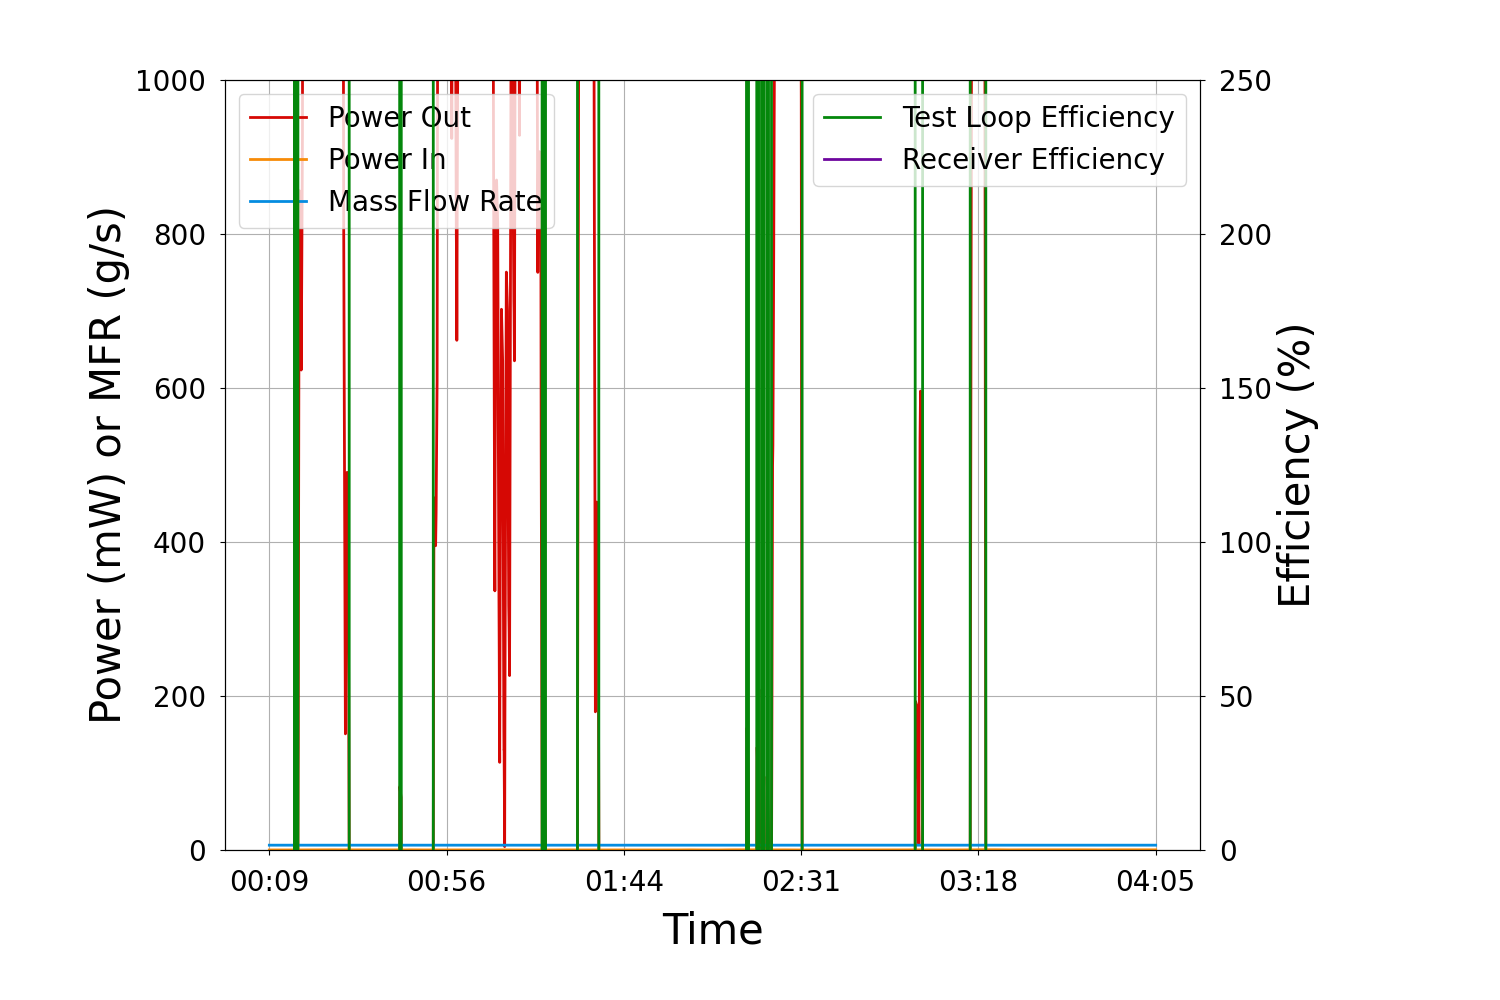 1000
800
600
400
200
0
Power (mW) or MFR (g/s)
Power Out
Power In
Mass Flow Rate
Test Loop Efficiency
Receiver Efficiency
250
200
150
100
50
0
Efficiency (%)
00:09 00:56 01:44 02:31 03:18 04:05
Time